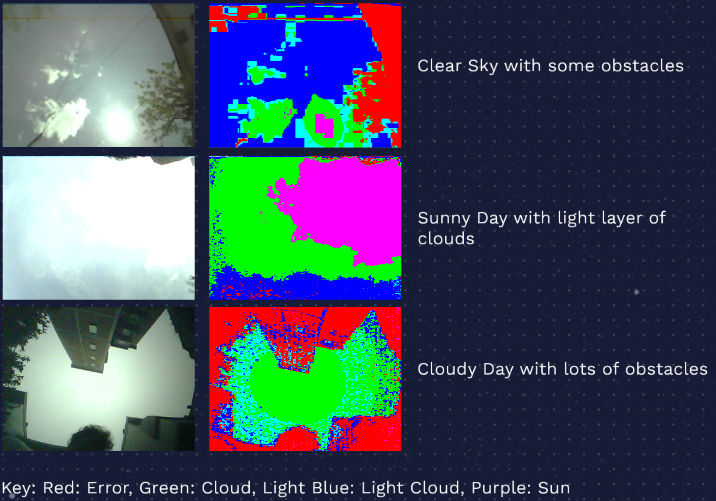 Clear Sky with some obstacles
Sunny Day with light layer of
clouds
Cloudy Day with lots of obstacles
Key: Red: Error, Green: Cloud, Light Blue: Light Cloud, Purple: Sun